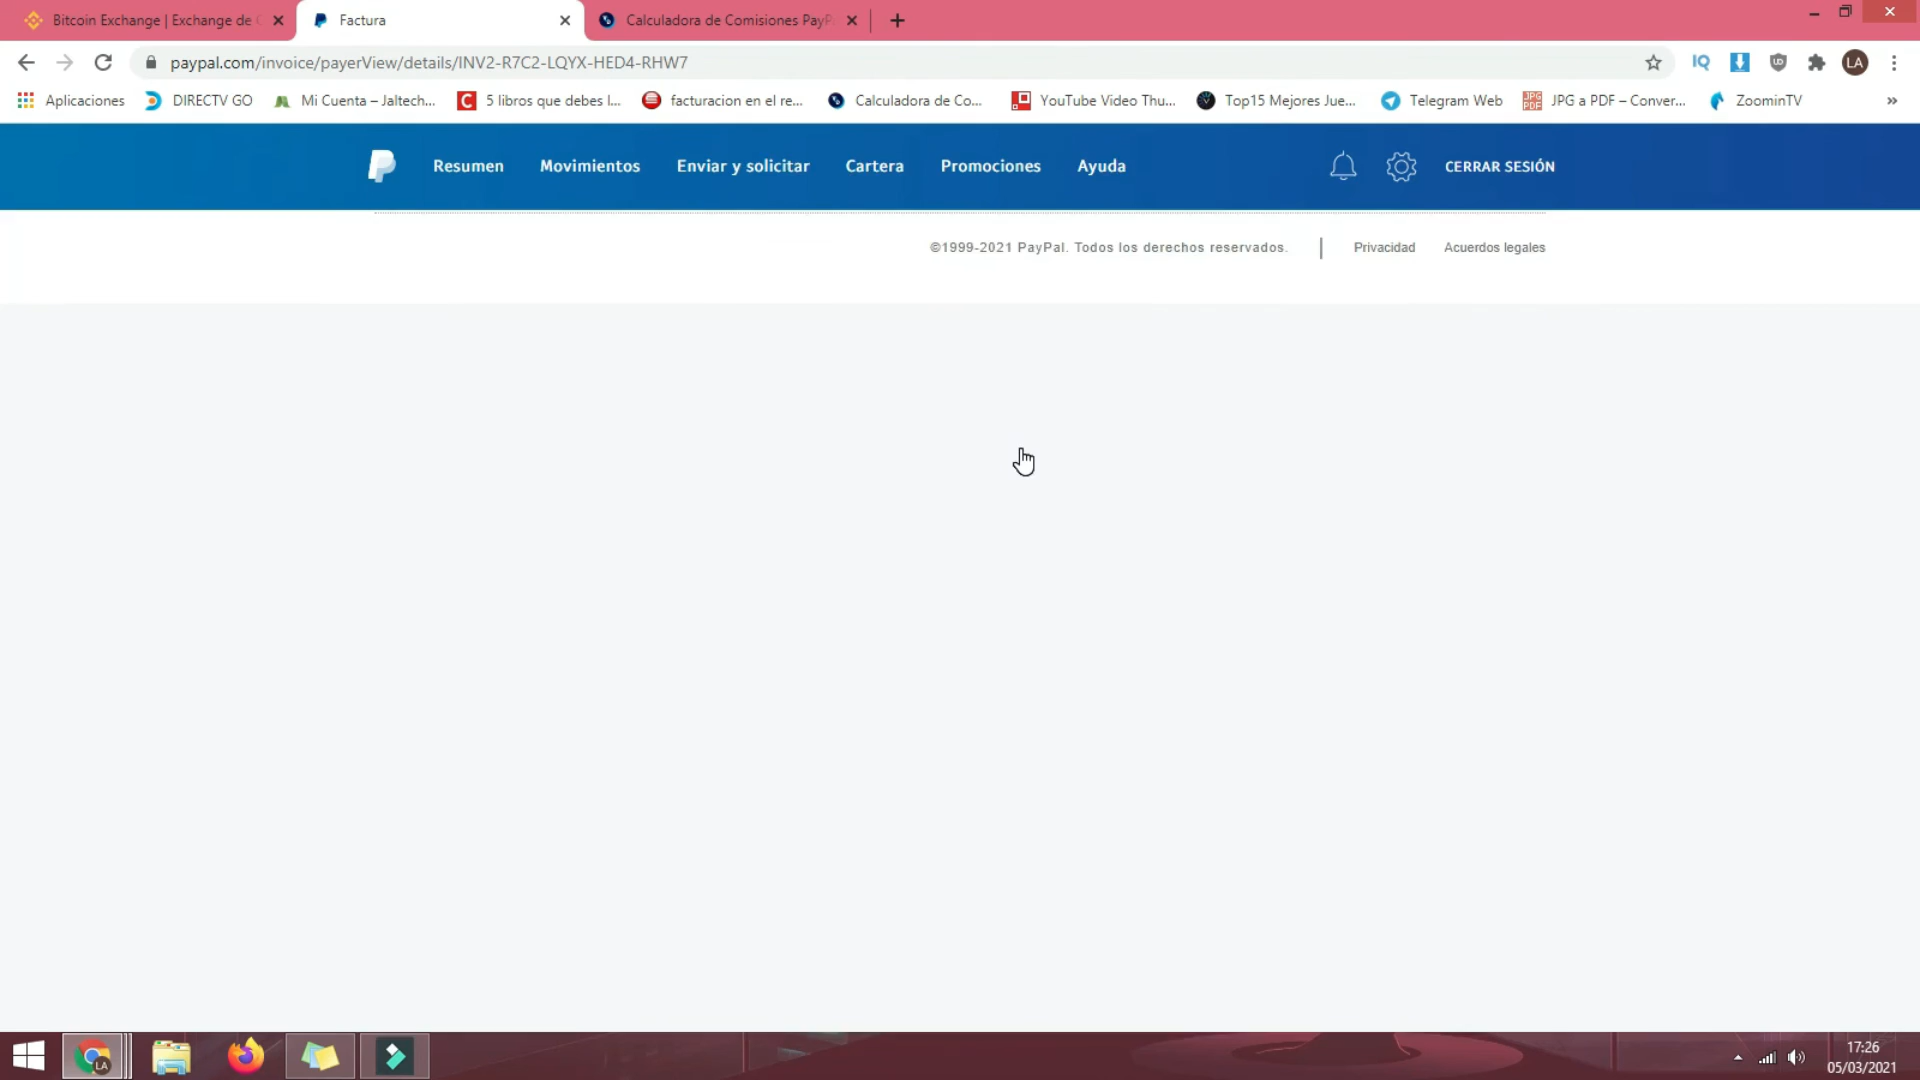 Bitcoin Exchange | Exchange de
Factura
Calculadora de Comisiones PayP
paypal.com/invoice/payerView/details/INV2-R7C2-LQYX-HED4-RHW7
IQ
LA
Aplicaciones
DIRECTV GO
Mi Cuenta – Jaltech...
5 libros que debes l...
facturacion en el re...
Calculadora de Co...
YouTube Video Thu...
Top15 Mejores Jue...
Telegram Web
JPG a PDF – Conver...
ZoominTV
Resumen
Movimientos
Enviar y solicitar
Cartera
Promociones
Ayuda
CERRAR SESIÓN
©1999-2021 PayPal. Todos los derechos reservados.
Privacidad
Acuerdos legales
LA
17:26
05/03/2021